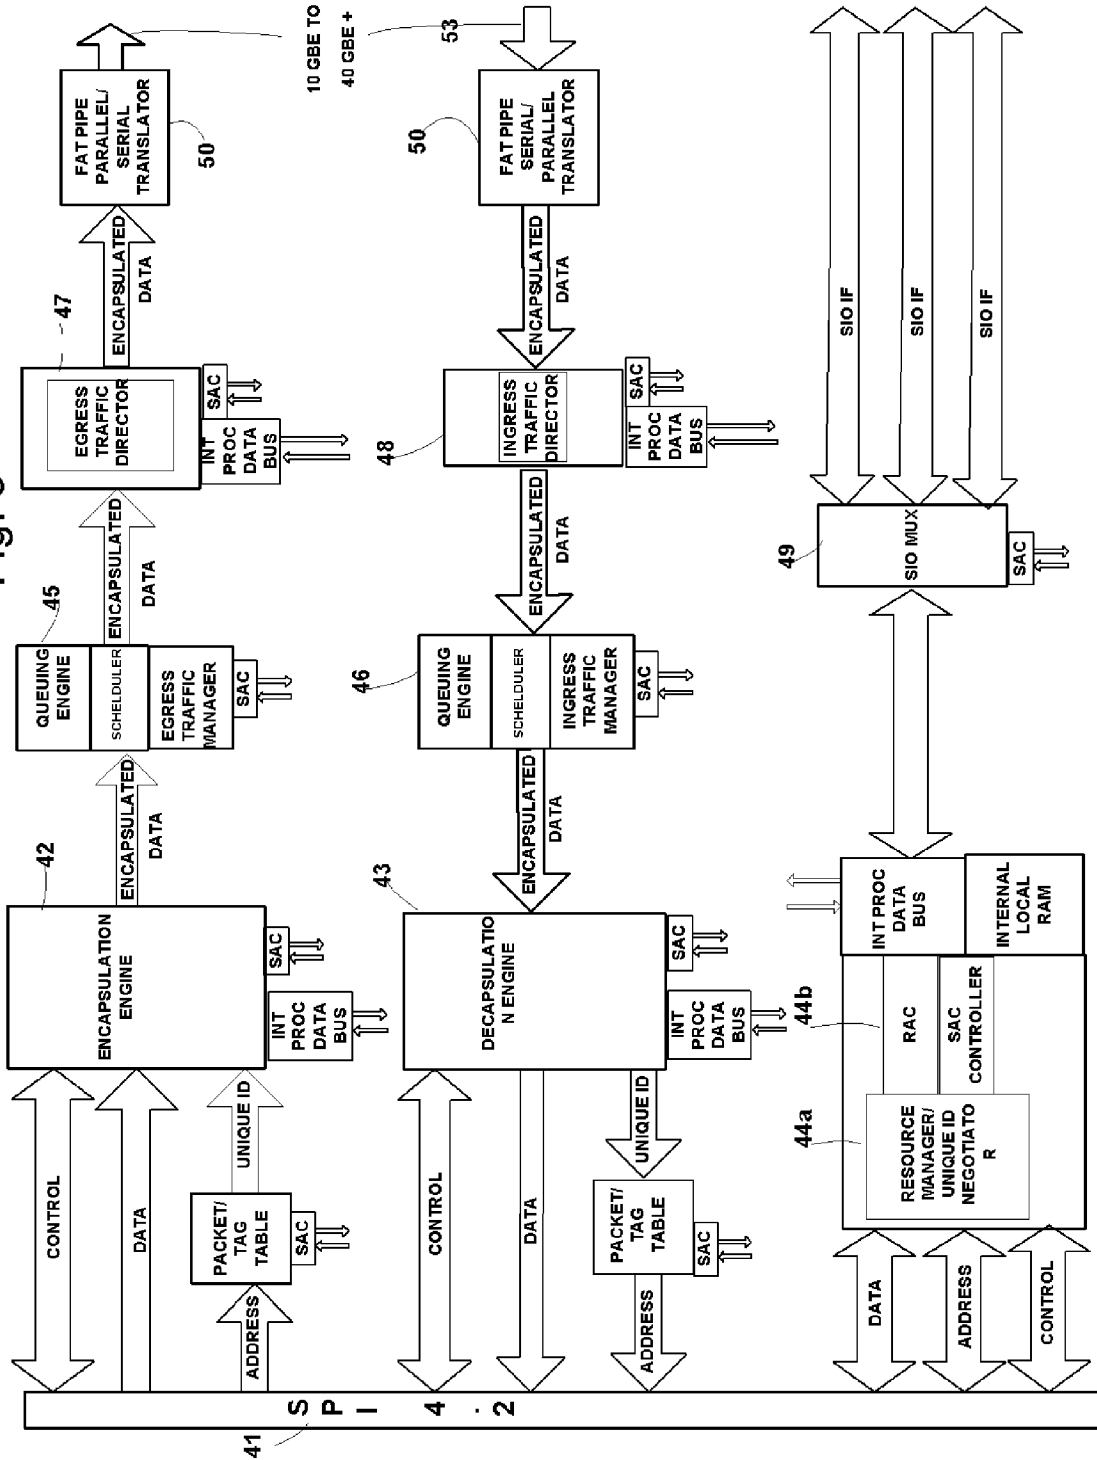 Fig.
10 GBE TO
40 GBE +
53
FAT PIPE
PARALLEL/
SERIAL
TRANSLATOR
50
FAT PIPE
SERIAL/
PARALLEL
TRANSLATOR
50
ENCAPSULATED
DATA
ENCAPSULATED
DATA
47
EGRESS
TRAFFIC
DIRECTOR
SAC
INT
PROC
DATA
BUS
48
INGRESS
TRAFFIC
DIRECTOR
SAC
INT
PROC
DATA
BUS
SIO IF
SIO IF
SIO IF
ENCAPSULATED
DATA
ENCAPSULATED
DATA
49
SIO MUX
SAC
45
QUEUING
ENGINE
SCHELDULER
EGRESS
TRAFFIC
MANAGER
SAC
46
QUEUING
ENGINE
SCHEDULER
INGRESS
TRAFFIC
MANAGER
SAC
ENCAPSULATED
DATA
ENCAPSULATED
DATA
42
ENCAPSULATION
ENGINE
SAC
INT
PROC
DATA
BUS
43
DECAPSULATIO
N ENGINE
SAC
INT
PROC
DATA
BUS
INT PROC
DATA
BUS
INTERNAL
LOCAL
RAM
44b
RAC
SAC
CONTROLLER
44a
RESOURCE
MANAGER/
UNIQUE ID
NEGOTIATO
R
CONTROL
DATA
UNIQUE ID
PACKET/
TAG
TABLE
SAC
ADDRESS
CONTROL
DATA
UNIQUE ID
PACKET/
TAG
TABLE
SAC
ADDRESS
DATA
ADDRESS
CONTROL
41
SPI 4.2